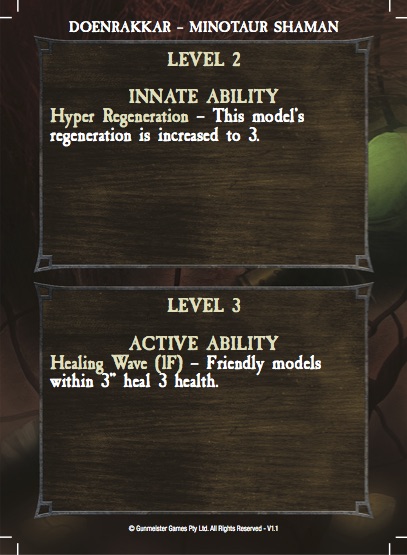 DOENRAKKAR – MINOTAUR SHAMAN
LEVEL 2
INNATE ABILITY
Hyper Regeneration – This model's
regeneration is increased to 3.
LEVEL 3
ACTIVE ABILITY
Healing Wave (1F) – Friendly models
within 3" heal 3 health.
© Gunmeister Games Pty Ltd. All Rights Reserved - V1.1